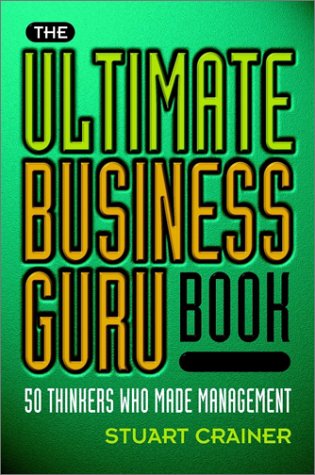 THE
ULTIMATE
BUSINESS
GURU BOOK
50 THINKERS WHO MADE MANAGEMENT
STUART CRAINER